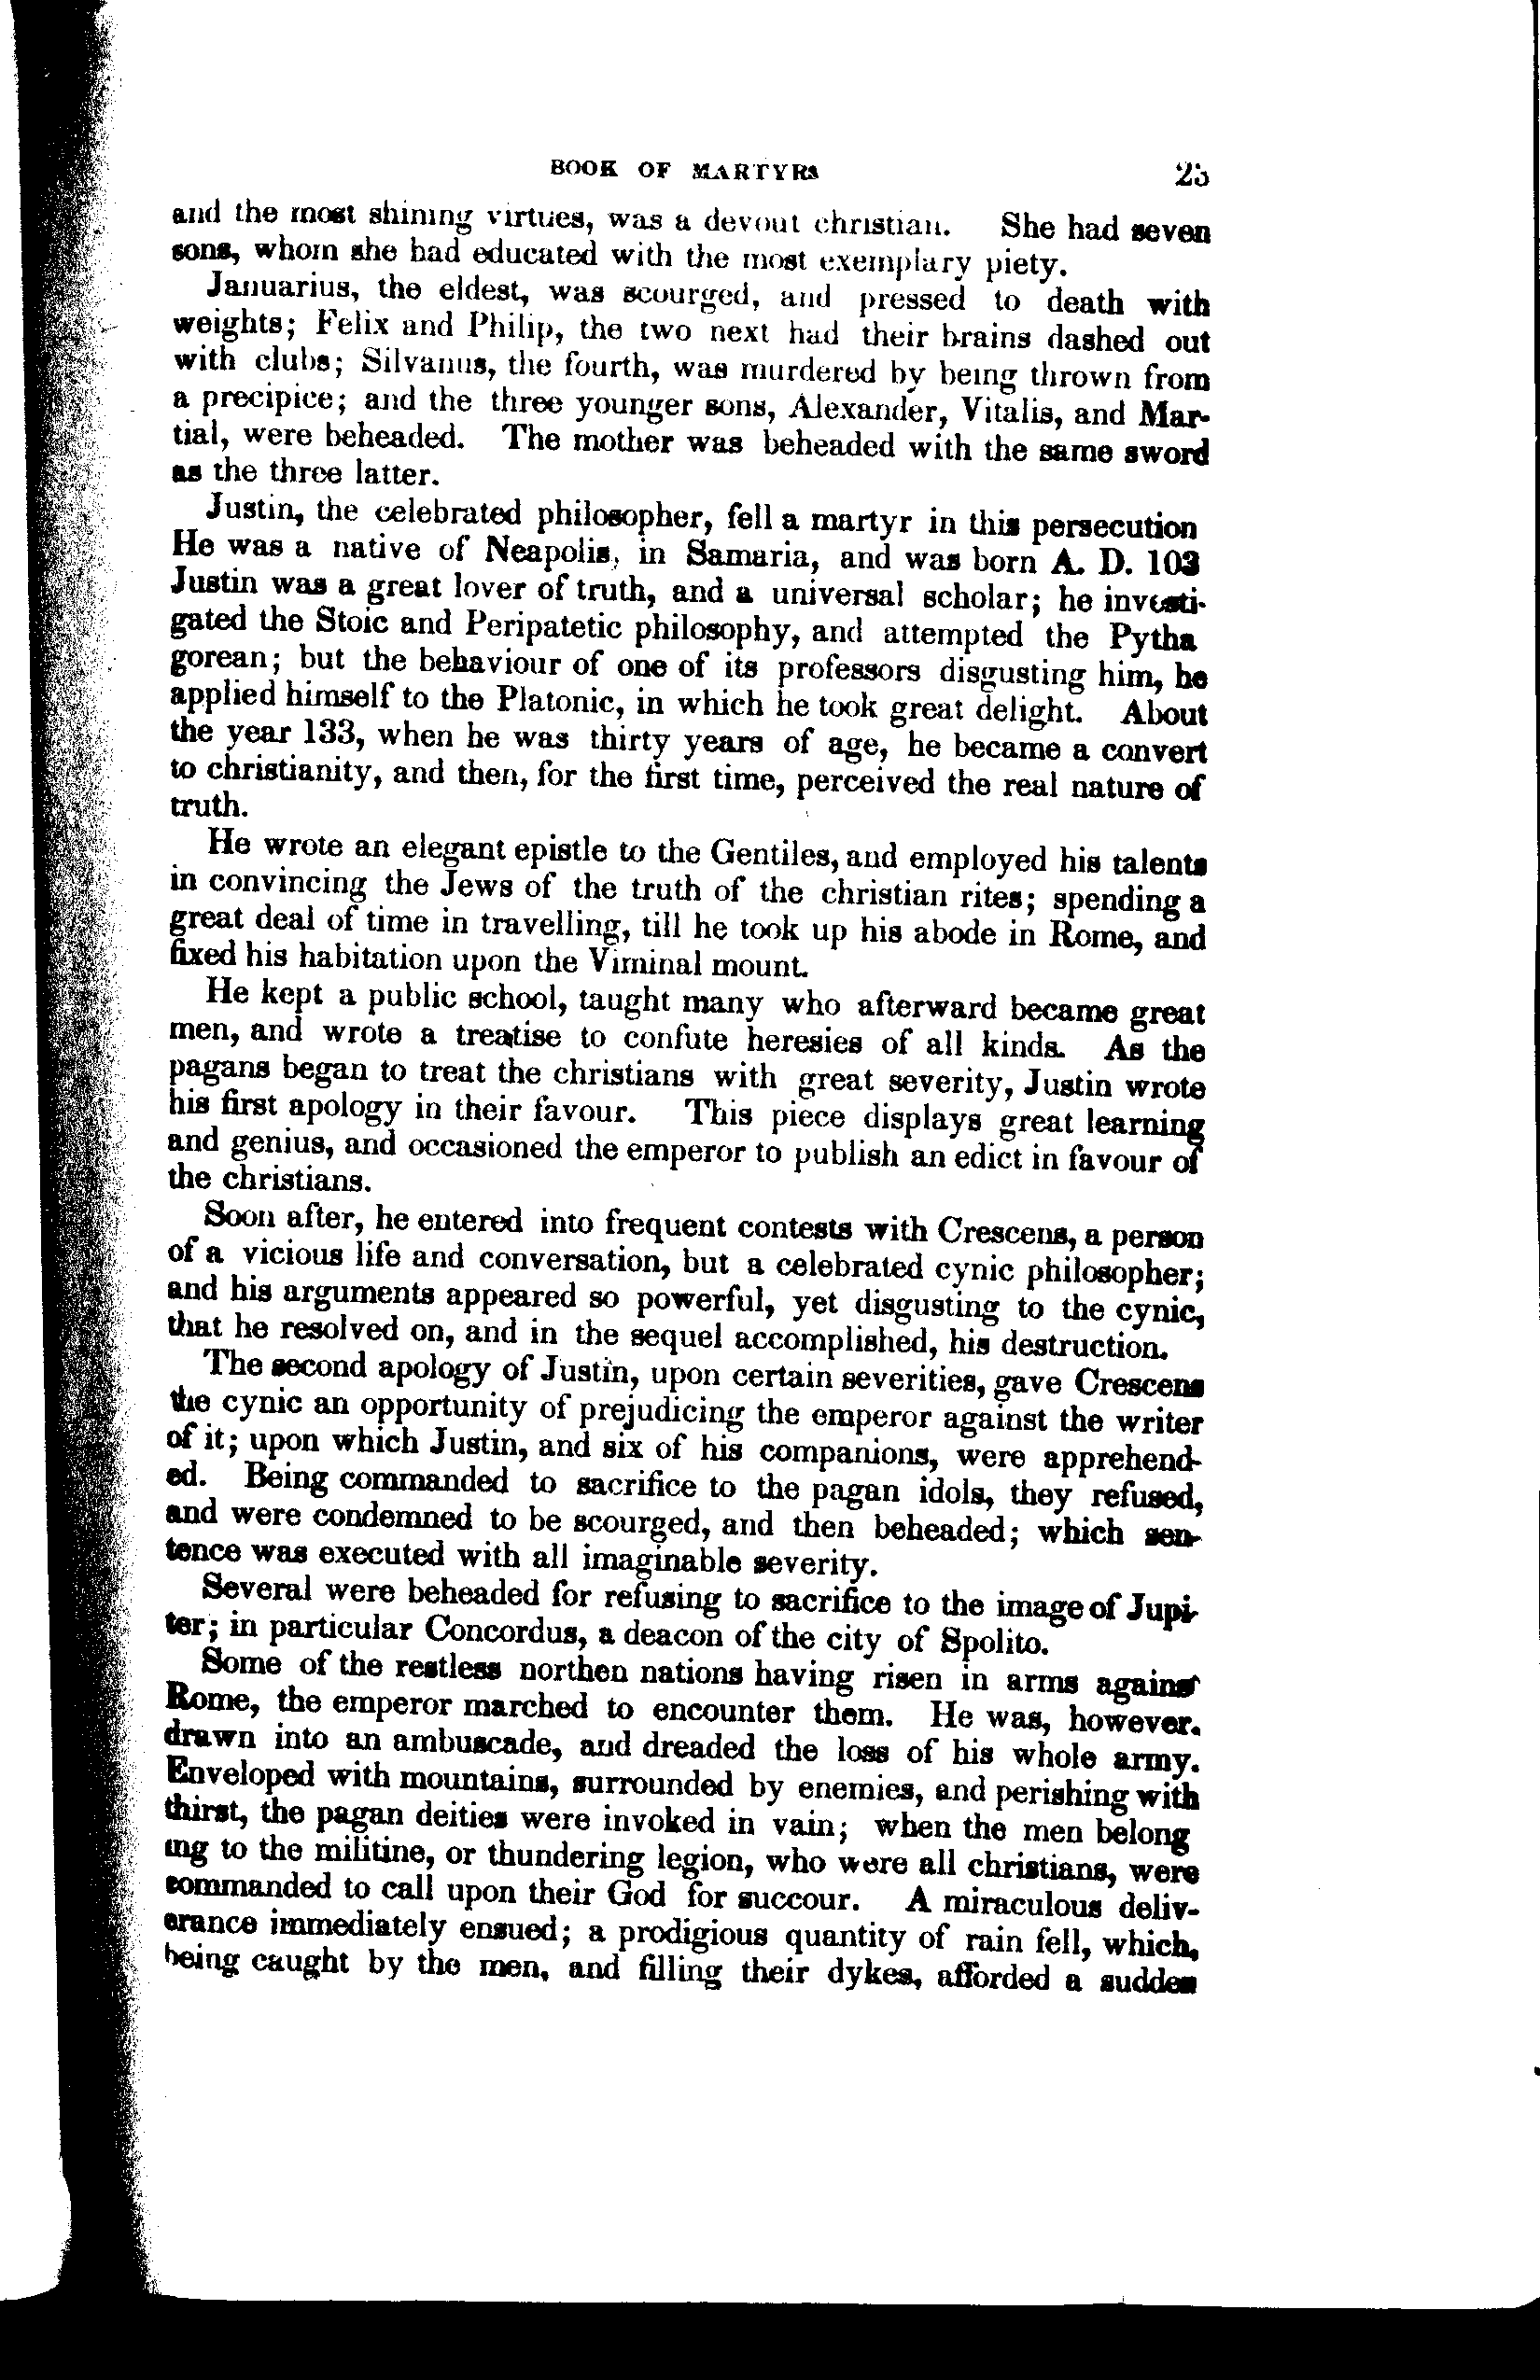 BOOK OF MARTYRS 25
and the most shining virtues, was a devout christian. She had seven
sons, whom she had educated with the most exemplary piety.
Januarius, the eldest, was scourged, and pressed to death with
weights; Felix and Philip, the two next had their brains dashed out
with clubs; Silvanus, the fourth, was murdered by being thrown from
a precipice; and the three younger sons, Alexander, Vitalis, and Mar-
tial, were beheaded. The mother was beheaded with the same sword
as the three latter.
Justin, the celebrated philosopher, fell a martyr in this persecution
He was a native of Neapolis, in Samaria, and was born A. D. 103
Justin was a great lover of truth, and a universal scholar; he investi-
gated the Stoic and Peripatetic philosophy, and attempted the Pytha
gorean; but the behaviour of one of its professors disgusting him, he
applied himself to the Platonic, in which he took great delight. About
the year 133, when he was thirty years of age, he became a convert
to christianity, and then, for the first time, perceived the real nature of
truth.
He wrote an elegant epistle to the Gentiles, and employed his talents
in convincing the Jews of the truth of the christian rites; spending a
great deal of time in travelling, till he took up his abode in Rome, and
fixed his habitation upon the Viminal mount.
He kept a public school, taught many who afterward became great
men, and wrote a treatise to confute heresies of all kinds. As the
pagans began to treat the christians with great severity, Justin wrote
his first apology in their favour. This piece displays great learning
and genius, and occasioned the emperor to publish an edict in favour of
the christians.
Soon after, he entered into frequent contests with Crescens, a person
of a vicious life and conversation, but a celebrated cynic philosopher;
and his arguments appeared so powerful, yet disgusting to the cynic,
that he resolved on, and in the sequel accomplished, his destruction.
The second apology of Justin, upon certain severities, gave Crescens
the cynic an opportunity of prejudicing the emperor against the writer
of it; upon which Justin, and six of his companions, were apprehend-
ed. Being commanded to sacrifice to the pagan idols, they refused,
and were condemned to be scourged, and then beheaded; which sen-
tence was executed with all imaginable severity.
Several were beheaded for refusing to sacrifice to the image of Jupi-
ter; in particular Concordus, a deacon of the city of Spolito.
Some of the restless northen nations having risen in arms against
Rome, the emperor marched to encounter them. He was, however.
drawn into an ambuscade, and dreaded the loss of his whole army.
Enveloped with mountains, surrounded by enemies, and perishing with
thirst, the pagan deities were invoked in vain; when the men belong
ing to the militine, or thundering legion, who were all christians, were
commanded to call upon their God for succour. A miraculous deliv-
erance immediately ensued; a prodigious quantity of rain fell, which,
being caught by the men, and filling their dykes, afforded a sudden